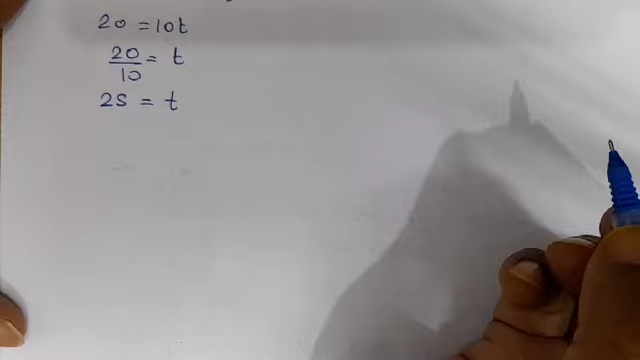 20 = 10t
20/10 = t
2s = t